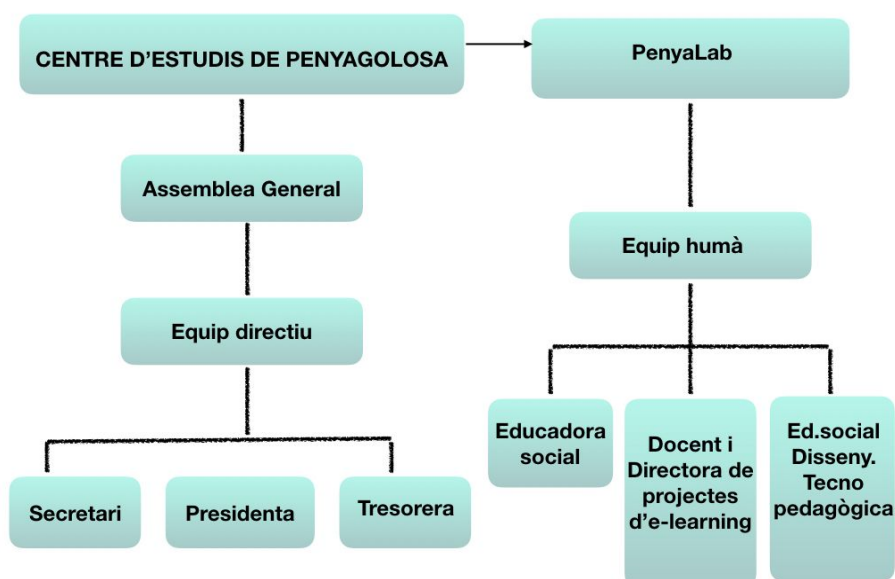 CENTRE D’ESTUDIS DE PENYAGOLOSA
PenyaLab
Assemblea General
Equip humà
Equip directiu
Educadora
social
Docent i
Directora de
projectes
d’e-learning
Ed.social
Disseny.
Tecno
pedagògica
Secretari
Presidenta
Tresorera